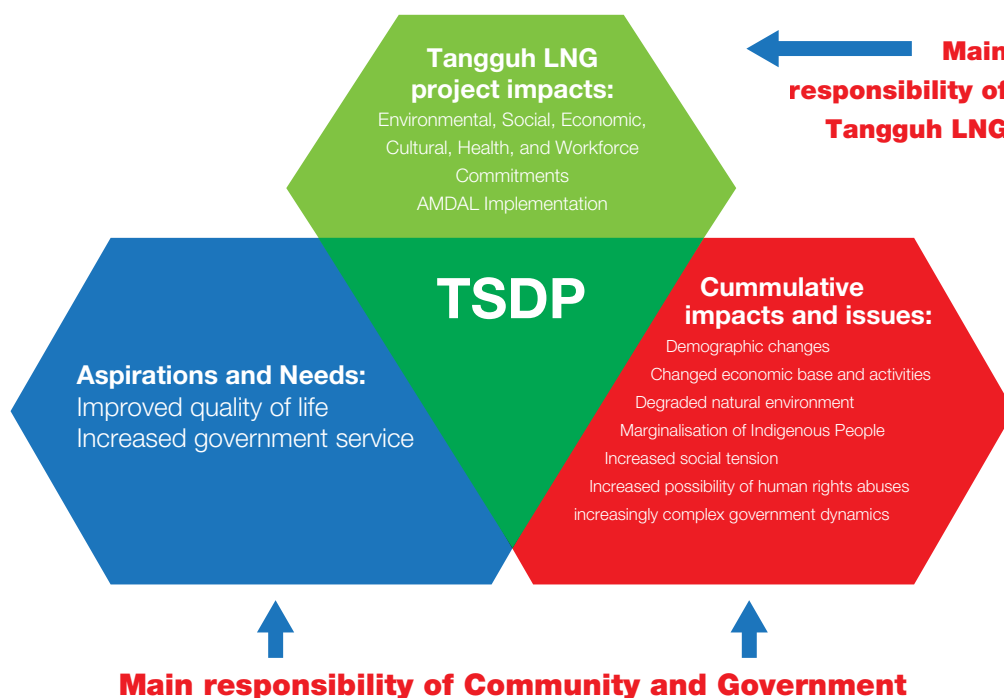 Tangguh LNG
project impacts:
Environmental, Social, Economic,
Cultural, Health, and Workforce
Commitments
AMDAL Implementation
Main
responsibility of
Tangguh LNG
TSDP
Aspirations and Needs:
Improved quality of life
Increased government service
Cummulative
impacts and issues:
Demographic changes
Changed economic base and activities
Degraded natural environment
Marginalisation of Indigenous People
Increased social tension
Increased possibility of human rights abuses
increasingly complex government dynamics
Main responsibility of Community and Government